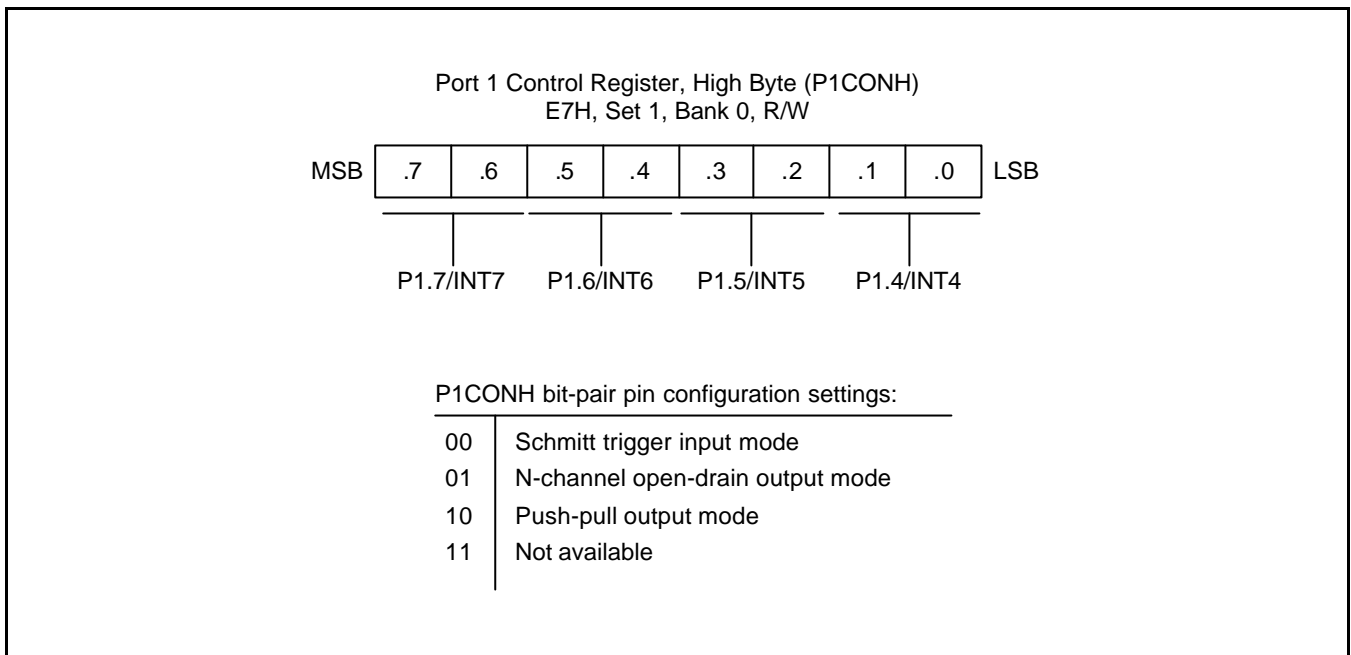 Port 1 Control Register, High Byte (P1CONH)
E7H, Set 1, Bank 0, R/W
MSB .7 .6 .5 .4 .3 .2 .1 .0 LSB
P1.7/INT7 P1.6/INT6 P1.5/INT5 P1.4/INT4
P1CONH bit-pair pin configuration settings:
00 Schmitt trigger input mode
01 N-channel open-drain output mode
10 Push-pull output mode
11 Not available